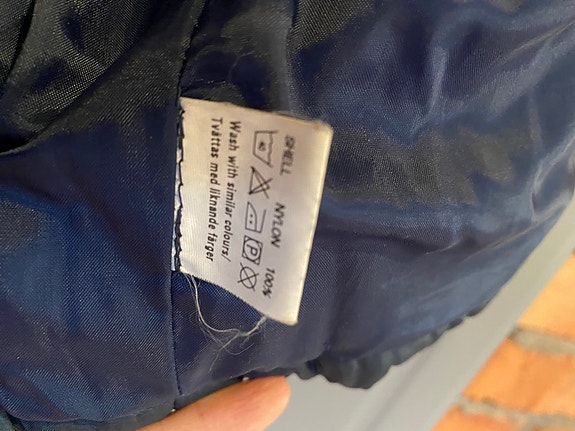 SHELL NYLON 100%
Wash with similar colours/
Tvättas med liknande färger